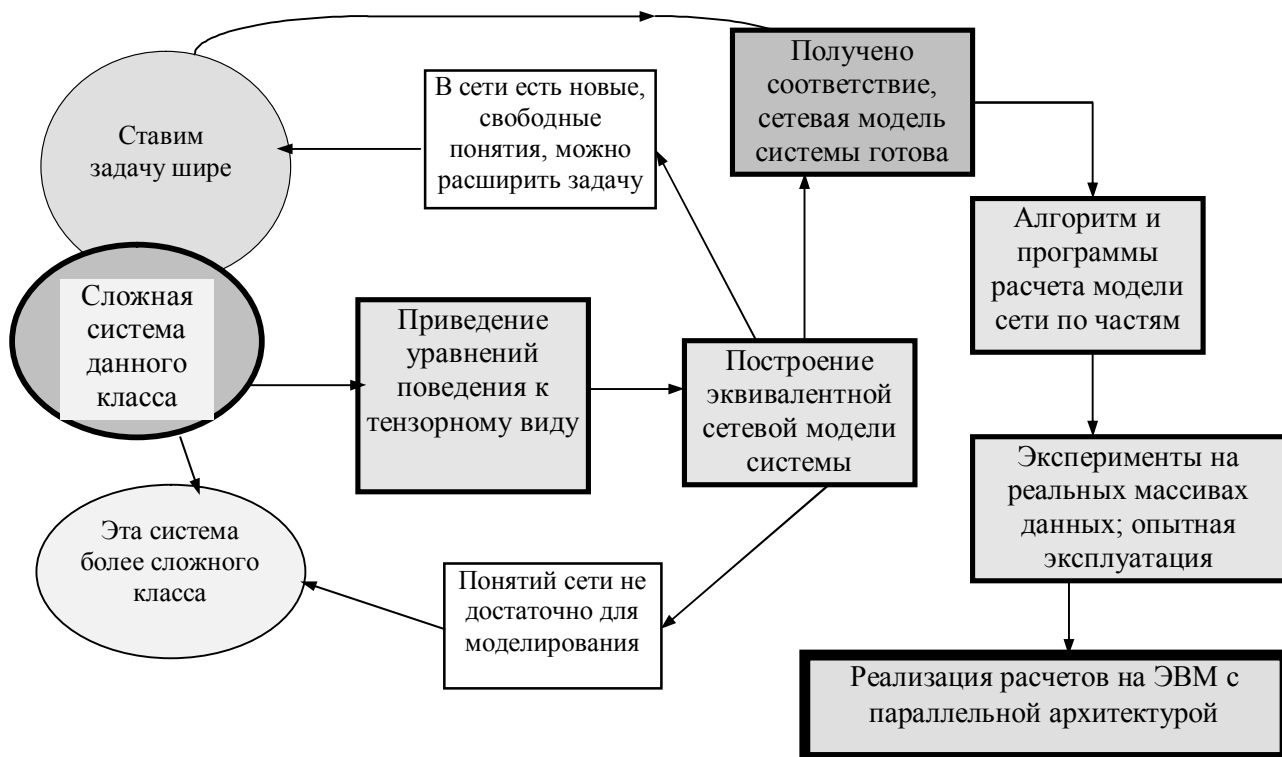 Ставим
задачу шире
В сети есть новые,
свободные
понятия, можно
расширить задачу
Получено
соответствие,
сетевая модель
системы готова
Алгоритм и
программы
расчета модели
сети по частям
Сложная
система
данного
класса
Приведение
уравнений
поведения к
тензорному виду
Построение
эквивалентной
сетевой модели
системы
Эксперименты на
реальных массивах
данных; опытная
эксплуатация
Эта система
более сложного
класса
Понятий сети не
достаточно для
моделирования
Реализация расчетов на ЭВМ с
параллельной архитектурой